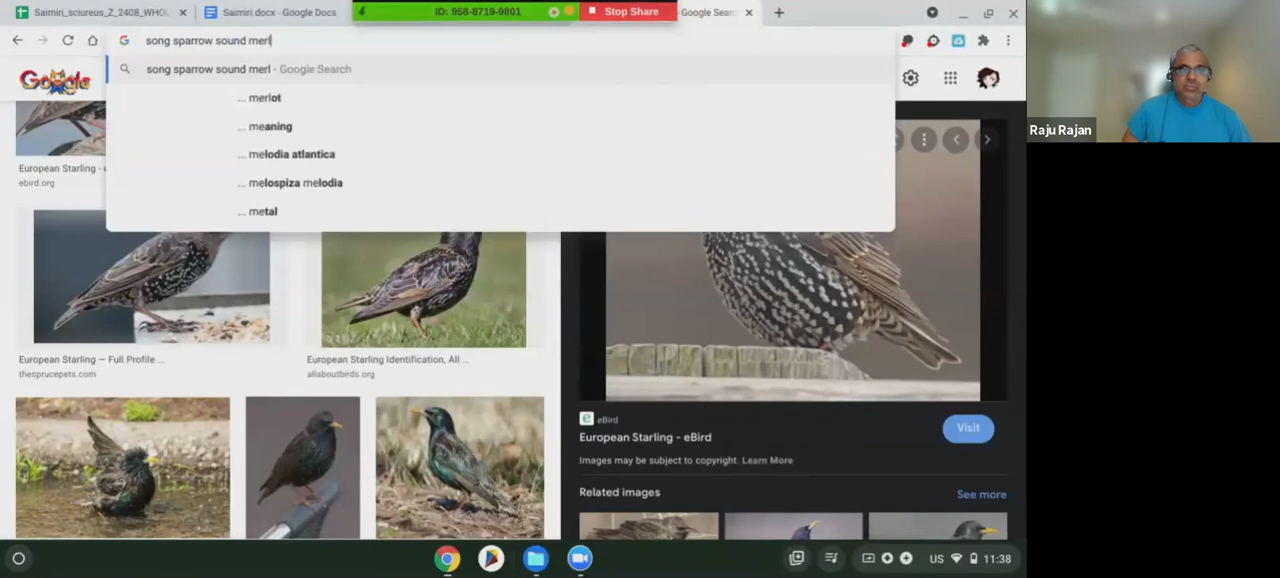 Saimiri_sciureus_Z_2408_WHO
Saimiri.docx - Google Docs
ID: 958-8719-9801
Stop Share
- Google Sear
song sparrow sound merl
song sparrow sound merl - Google Search
... merlot
... meaning
... melodia atlantica
... melospiza melodia
... metal
Google
Raju Rajan
European Starling -
ebird.org
European Starling — Full Profile ...
thesprucepets.com
European Starling Identification, All ...
allaboutbirds.org
eBird
European Starling - eBird
Visit
Images may be subject to copyright. Learn More
Related images
See more
US
11:38